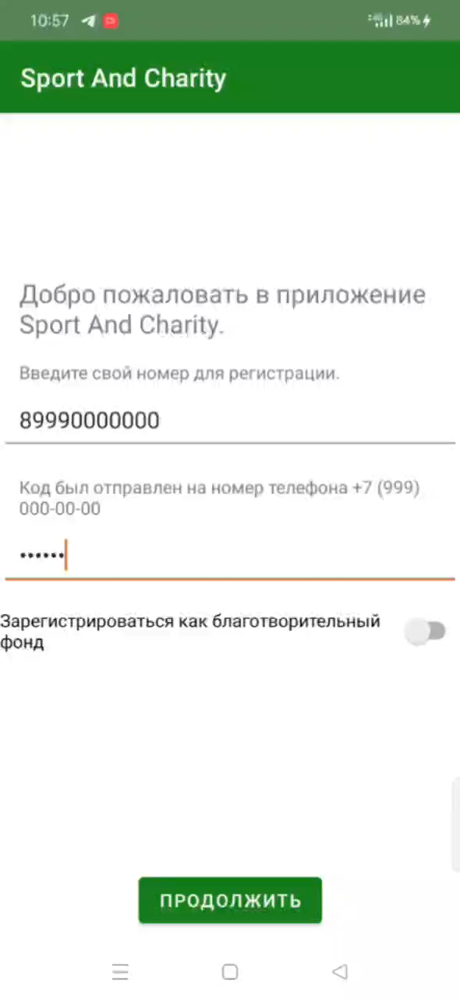 10:57
84%
Sport And Charity
Добро пожаловать в приложение
Sport And Charity.
Введите свой номер для регистрации.
89990000000
Код был отправлен на номер телефона +7 (999)
000-00-00
••••••
Зарегистрироваться как благотворительный
фонд
ПРОДОЛЖИТЬ